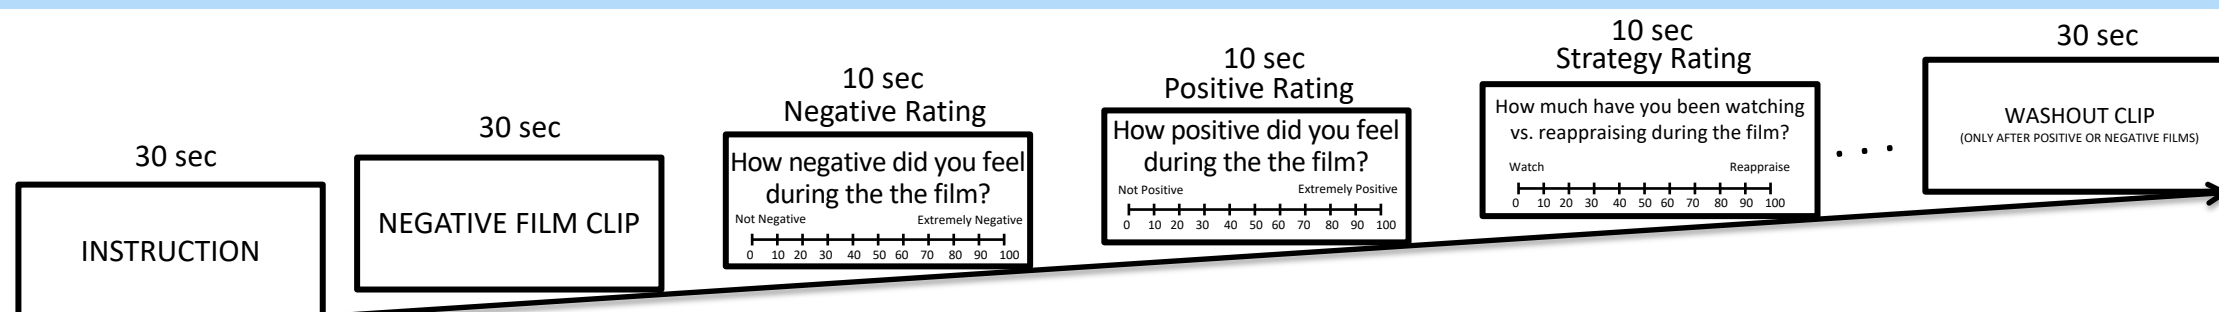 30 sec
INSTRUCTION
30 sec
NEGATIVE FILM CLIP
10 sec
Negative Rating
How negative did you feel
during the the film?
Not Negative Extremely Negative
0 10 20 30 40 50 60 70 80 90 100
10 sec
Positive Rating
How positive did you feel
during the the film?
Not Positive Extremely Positive
0 10 20 30 40 50 60 70 80 90 100
10 sec
Strategy Rating
How much have you been watching
vs. reappraising during the film?
Watch Reappraise
0 10 20 30 40 50 60 70 80 90 100
. . .
30 sec
WASHOUT CLIP
(ONLY AFTER POSITIVE OR NEGATIVE FILMS)